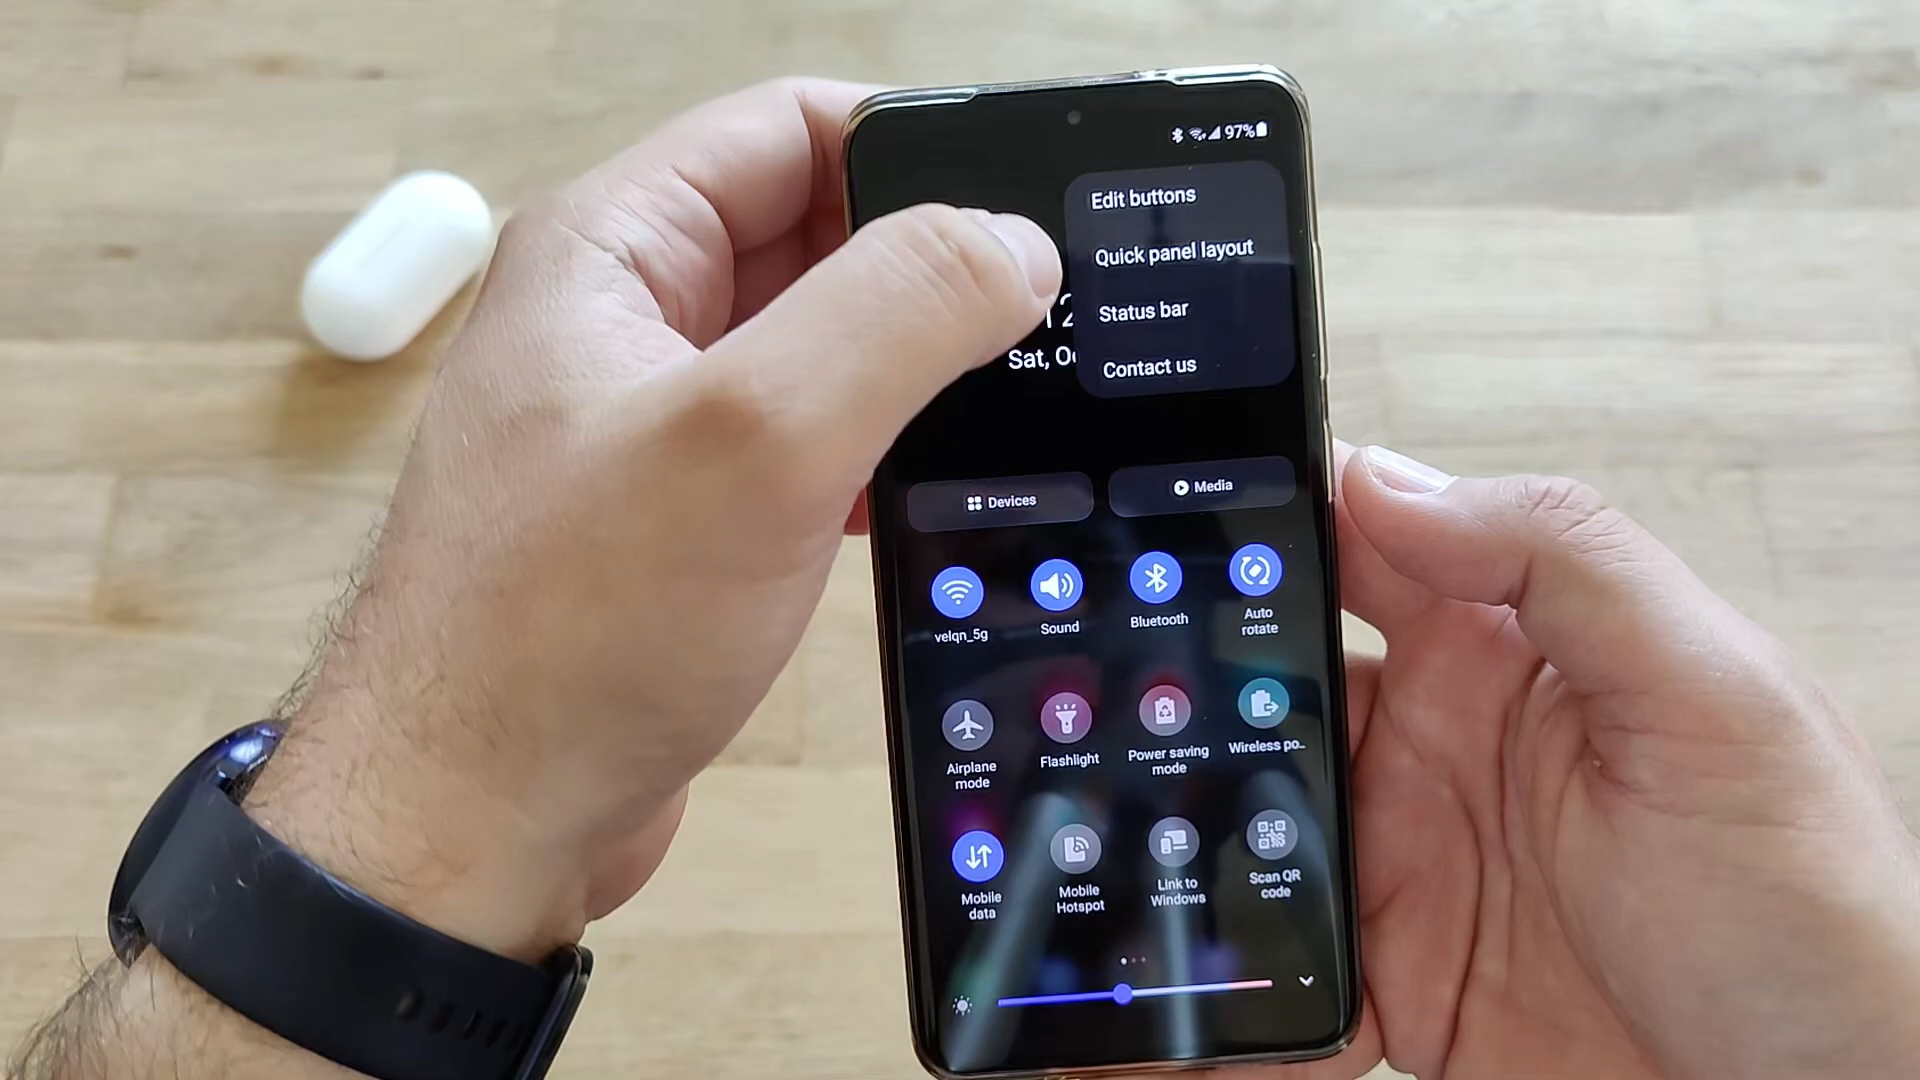 97%
Edit buttons
Quick panel layout
Status bar
Contact us
12
Sat, O
Devices
Media
velqn_5g
Sound
Bluetooth
Auto
rotate
Airplane
mode
Flashlight
Power saving
mode
Wireless po..
Mobile
data
Mobile
Hotspot
Link to
Windows
Scan QR
code